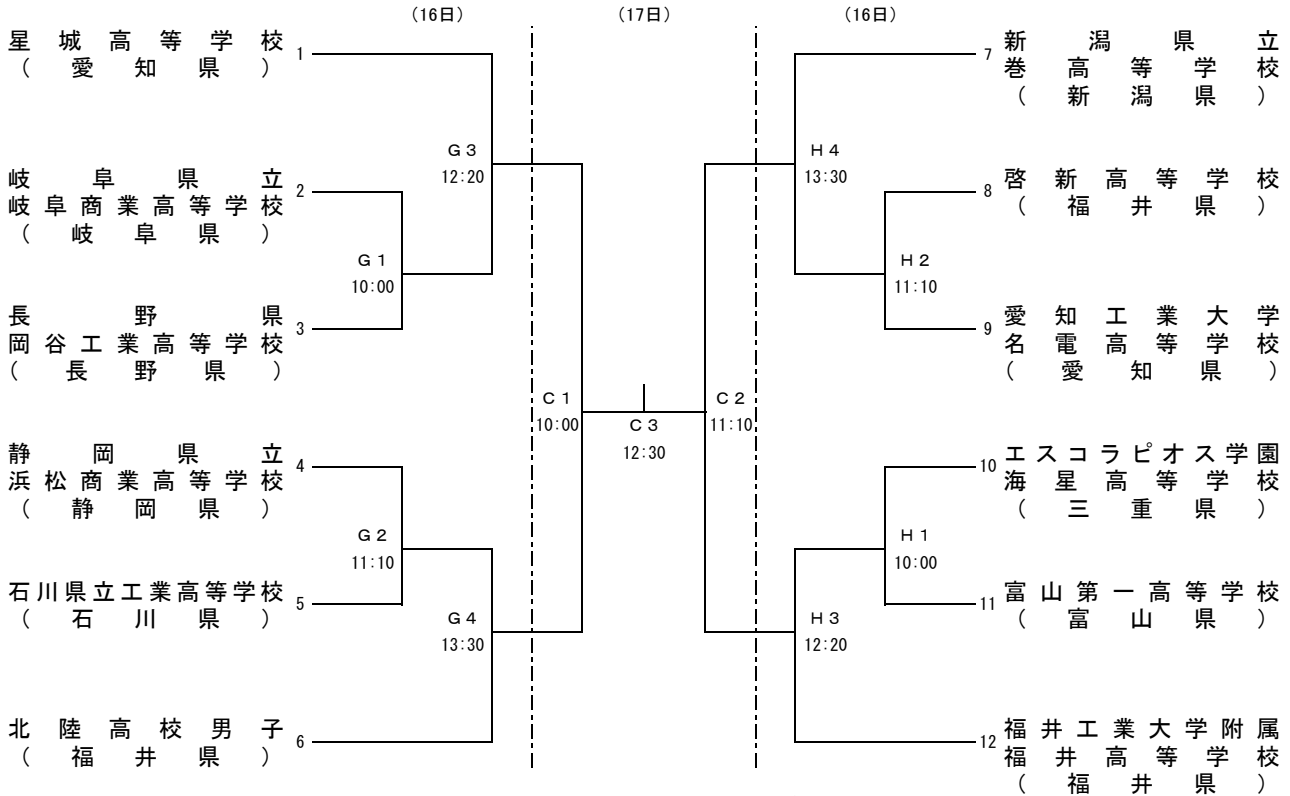 （16日）
（17日）
（16日）
星城高等学校
（愛知県）
1
岐阜県立
岐阜商業高等学校
（岐阜県）
2
長野県
岡谷工業高等学校
（長野県）
3
静岡県立
浜松商業高等学校
（静岡県）
4
石川県立工業高等学校
（石川県）
5
北陸高校男子
（福井県）
6
G3
12:20
G1
10:00
G2
11:10
G4
13:30
C1
10:00
C3
12:30
C2
11:10
H4
13:30
H2
11:10
H1
10:00
H3
12:20
7
新潟県立
巻高等学校
（新潟県）
8
啓新高等学校
（福井県）
9
愛知工業大学
名電高等学校
（愛知県）
10
エスコラピオス学園
海星高等学校
（三重県）
11
富山第一高等学校
（富山県）
12
福井工業大学附属
福井高等学校
（福井県）